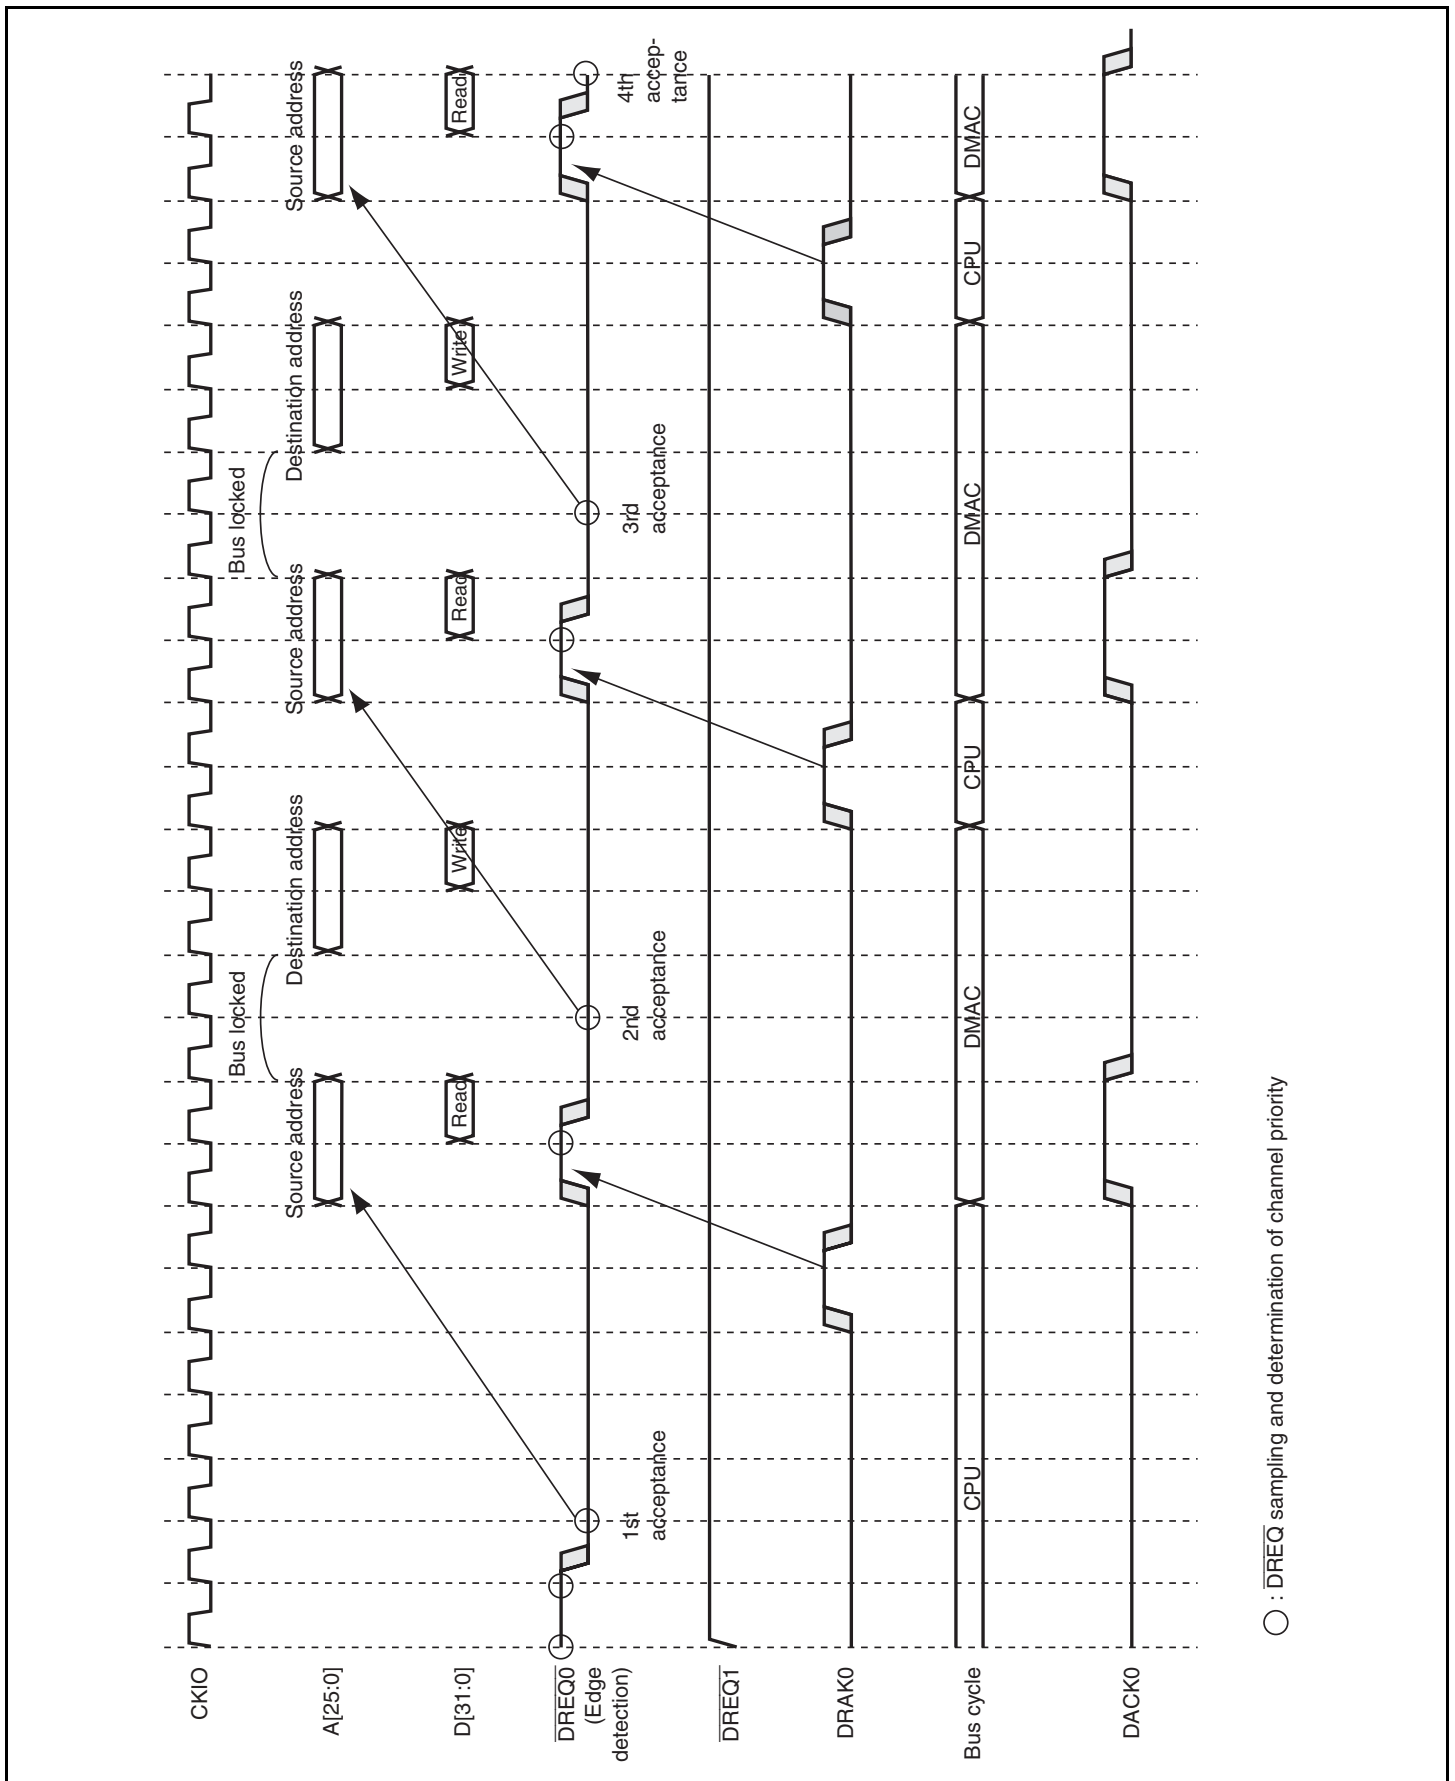 CKIO
Bus locked
Bus locked
A[25:0]
Source address
Destination address
Source address
Destination address
Source address
D[31:0]
Read
Write
Read
Write
Read
DREQ0
(Edge
detection)
1st
acceptance
2nd
acceptance
3rd
acceptance
4th
accep-
tance
DREQ1
DRAK0
Bus cycle
CPU
DMAC
CPU
DMAC
CPU
DMAC
DACK0
: DREQ sampling and determination of channel priority